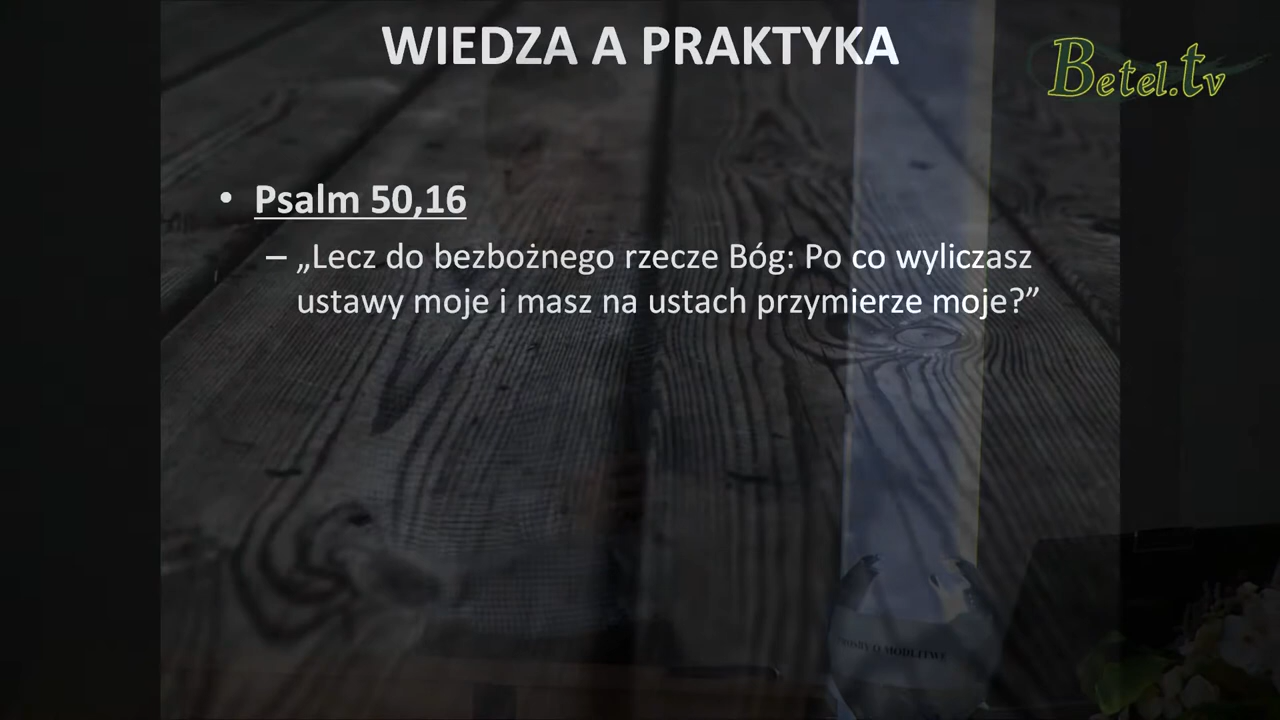 WIEDZA A PRAKTYKA
Betel.tv
• Psalm 50,16
– „Lecz do bezbożnego rzecze Bóg: Po co wyliczasz
ustawy moje i masz na ustach przymierze moje?”
O MODLITWĘ